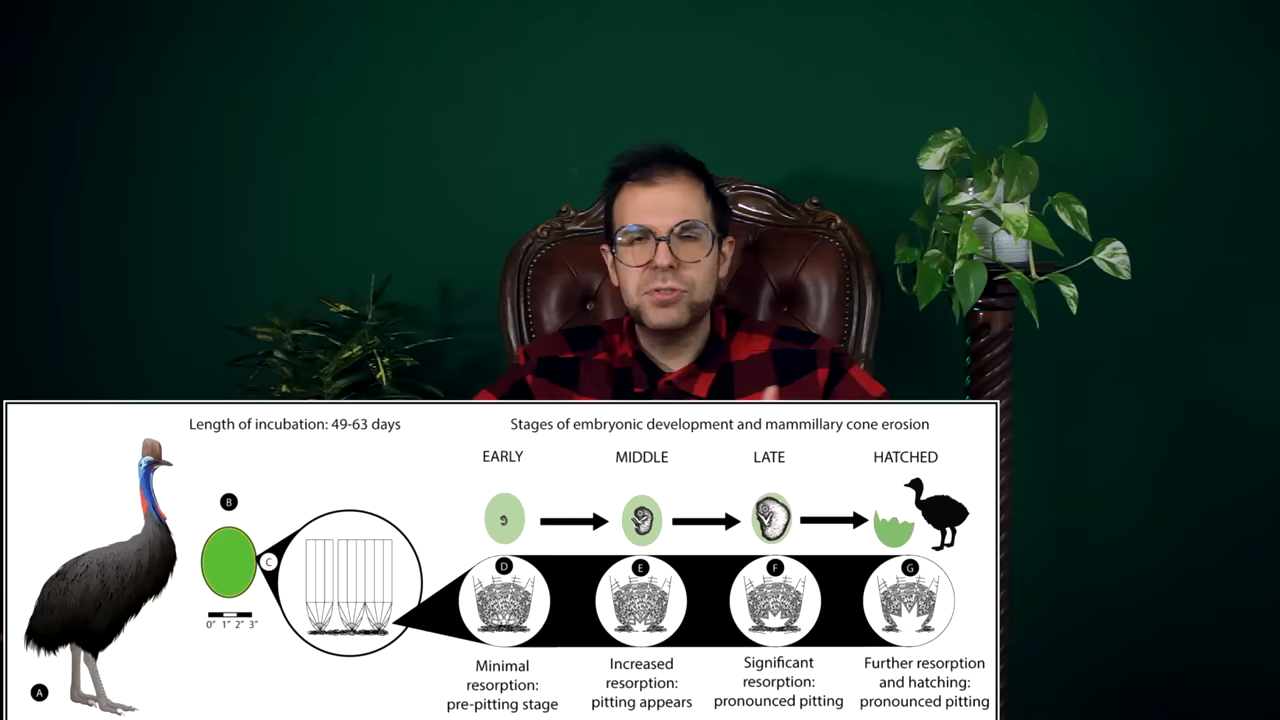 Length of incubation: 49-63 days
Stages of embryonic development and mammillary cone erosion
EARLY
MIDDLE
LATE
HATCHED
B
C
0" 1" 2" 3"
A
D
E
F
G
Minimal
resorption:
pre-pitting stage
Increased
resorption:
pitting appears
Significant
resorption:
pronounced pitting
Further resorption
and hatching:
pronounced pitting